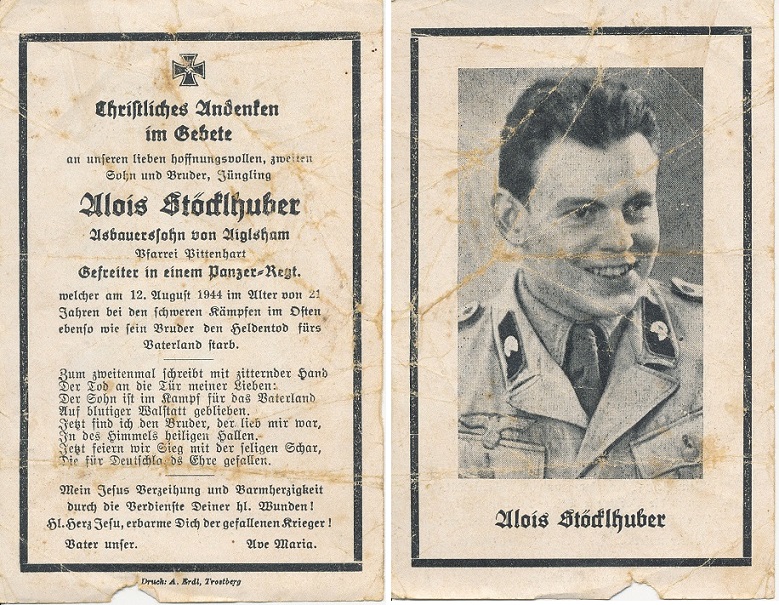 Christliches Andenken
im Gebete
an unseren lieben hoffnungsvollen, zweiten
Sohn und Bruder, Jüngling
Alois Stöcklhuber
Asbauerssohn von Aiglsham
Pfarrei Pittenhart
Gefreiter in einem Panzer-Regt.
welcher am 12. August 1944 im Alter von 21
Jahren bei den schweren Kämpfen im Osten
ebenso wie sein Bruder den Heldentod fürs
Vaterland starb.
Zum zweitenmal schreibt mit zitternder Hand
Der Tod an die Tür meiner Lieben:
Der Sohn ist im Kampf für das Vaterland
Auf blutiger Walstatt geblieben.
Jetzt find ich den Bruder, der lieb mir war,
In des Himmels heiligen Hallen.
Jetzt feiern wir Sieg mit der seligen Schar,
Die für Deutschla ds Ehre gefallen.
Mein Jesus Verzeihung und Barmherzigkeit
durch die Verdienste Deiner hl. Wunden!
Hl. Herz Jesu, erbarme Dich der gefallenen Krieger!
Vater unser. Ave Maria.
Druck: A. Erdl, Trostberg
Alois Stöcklhuber